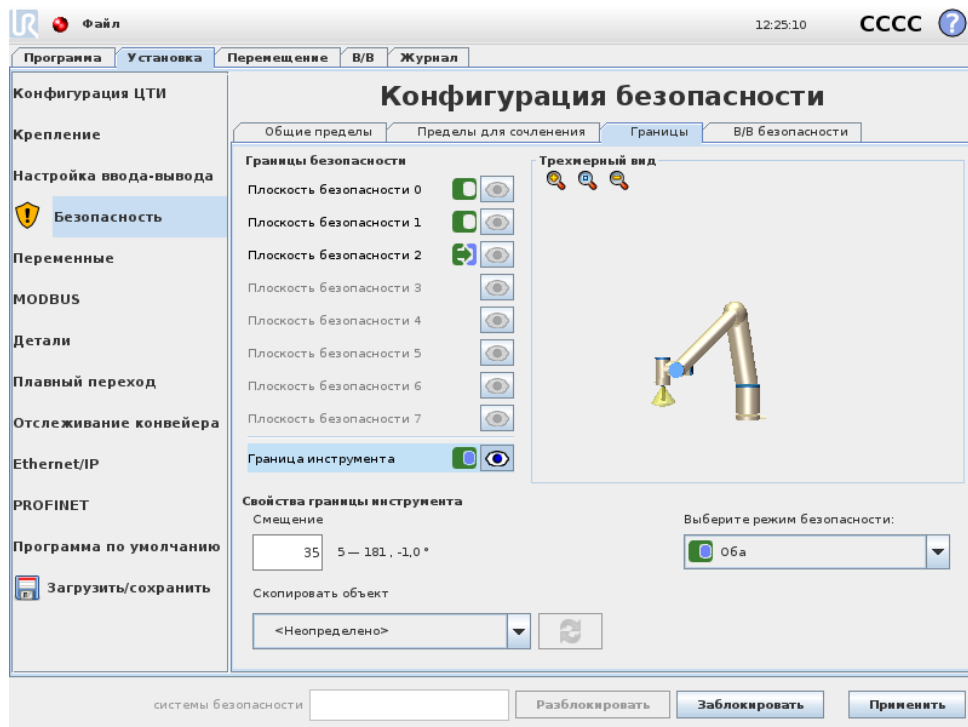 UR Файл 12:25:10 CCCC ?
Программа Установка Перемещение В/В Журнал
Конфигурация ЦТИ
Крепление
Настройка ввода-вывода
Безопасность
Переменные
MODBUS
Детали
Плавный переход
Отслеживание конвейера
Ethernet/IP
PROFINET
Программа по умолчанию
Загрузить/сохранить
Конфигурация безопасности
Общие пределы Пределы для сочленения Границы В/В безопасности
Границы безопасности
Плоскость безопасности 0
Плоскость безопасности 1
Плоскость безопасности 2
Плоскость безопасности 3
Плоскость безопасности 4
Плоскость безопасности 5
Плоскость безопасности 6
Плоскость безопасности 7
Граница инструмента
Трехмерный вид
Свойства границы инструмента
Смещение
35 5 — 181 , -1,0 °
Скопировать объект
<Неопределено>
Выберите режим безопасности:
Оба
системы безопасности Разблокировать Заблокировать Применить